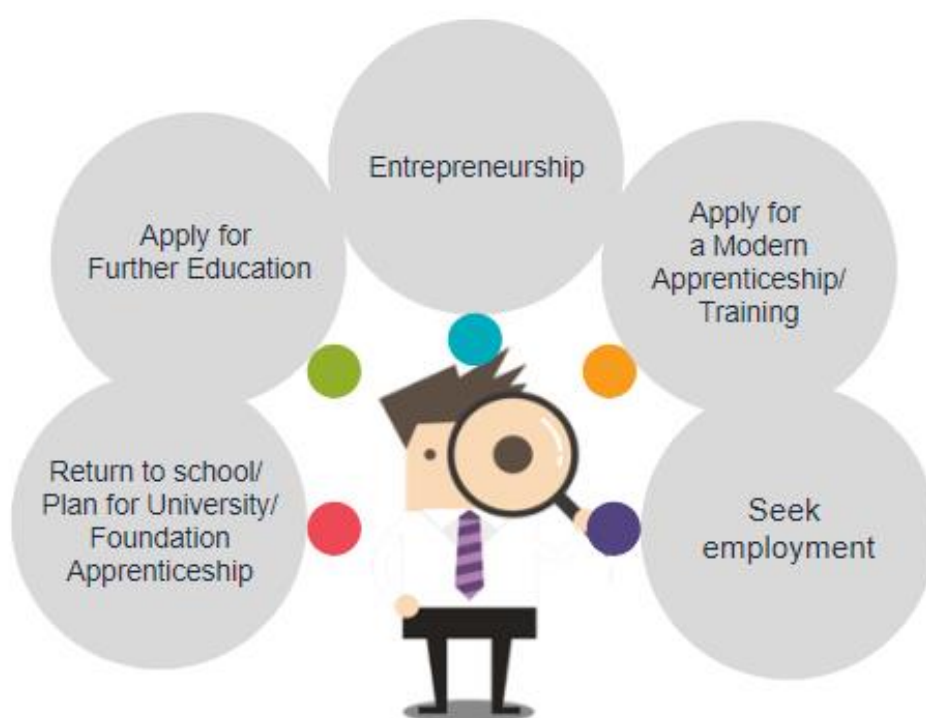 Return to school/
Plan for University/
Foundation
Apprenticeship
Apply for
Further Education
Entrepreneurship
Apply for
a Modern
Apprenticeship/
Training
Seek
employment